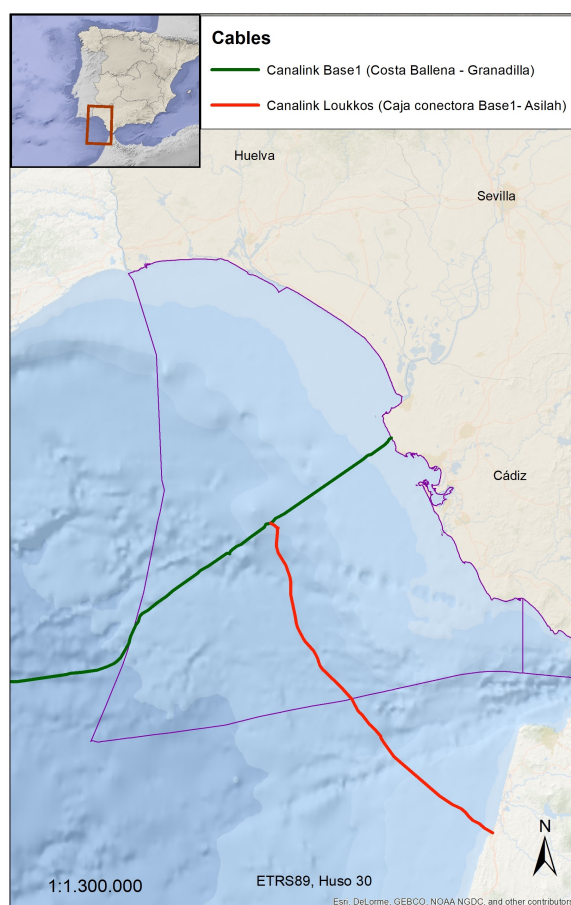 Cables
Canalink Base1 (Costa Ballena - Granadilla)
Canalink Loukkos (Caja conectora Base1- Asilah)
Huelva
Sevilla
Cádiz
N
1:1.300.000
ETRS89, Huso 30
Esri, DeLorme, GEBCO, NOAA NGDC, and other contributors